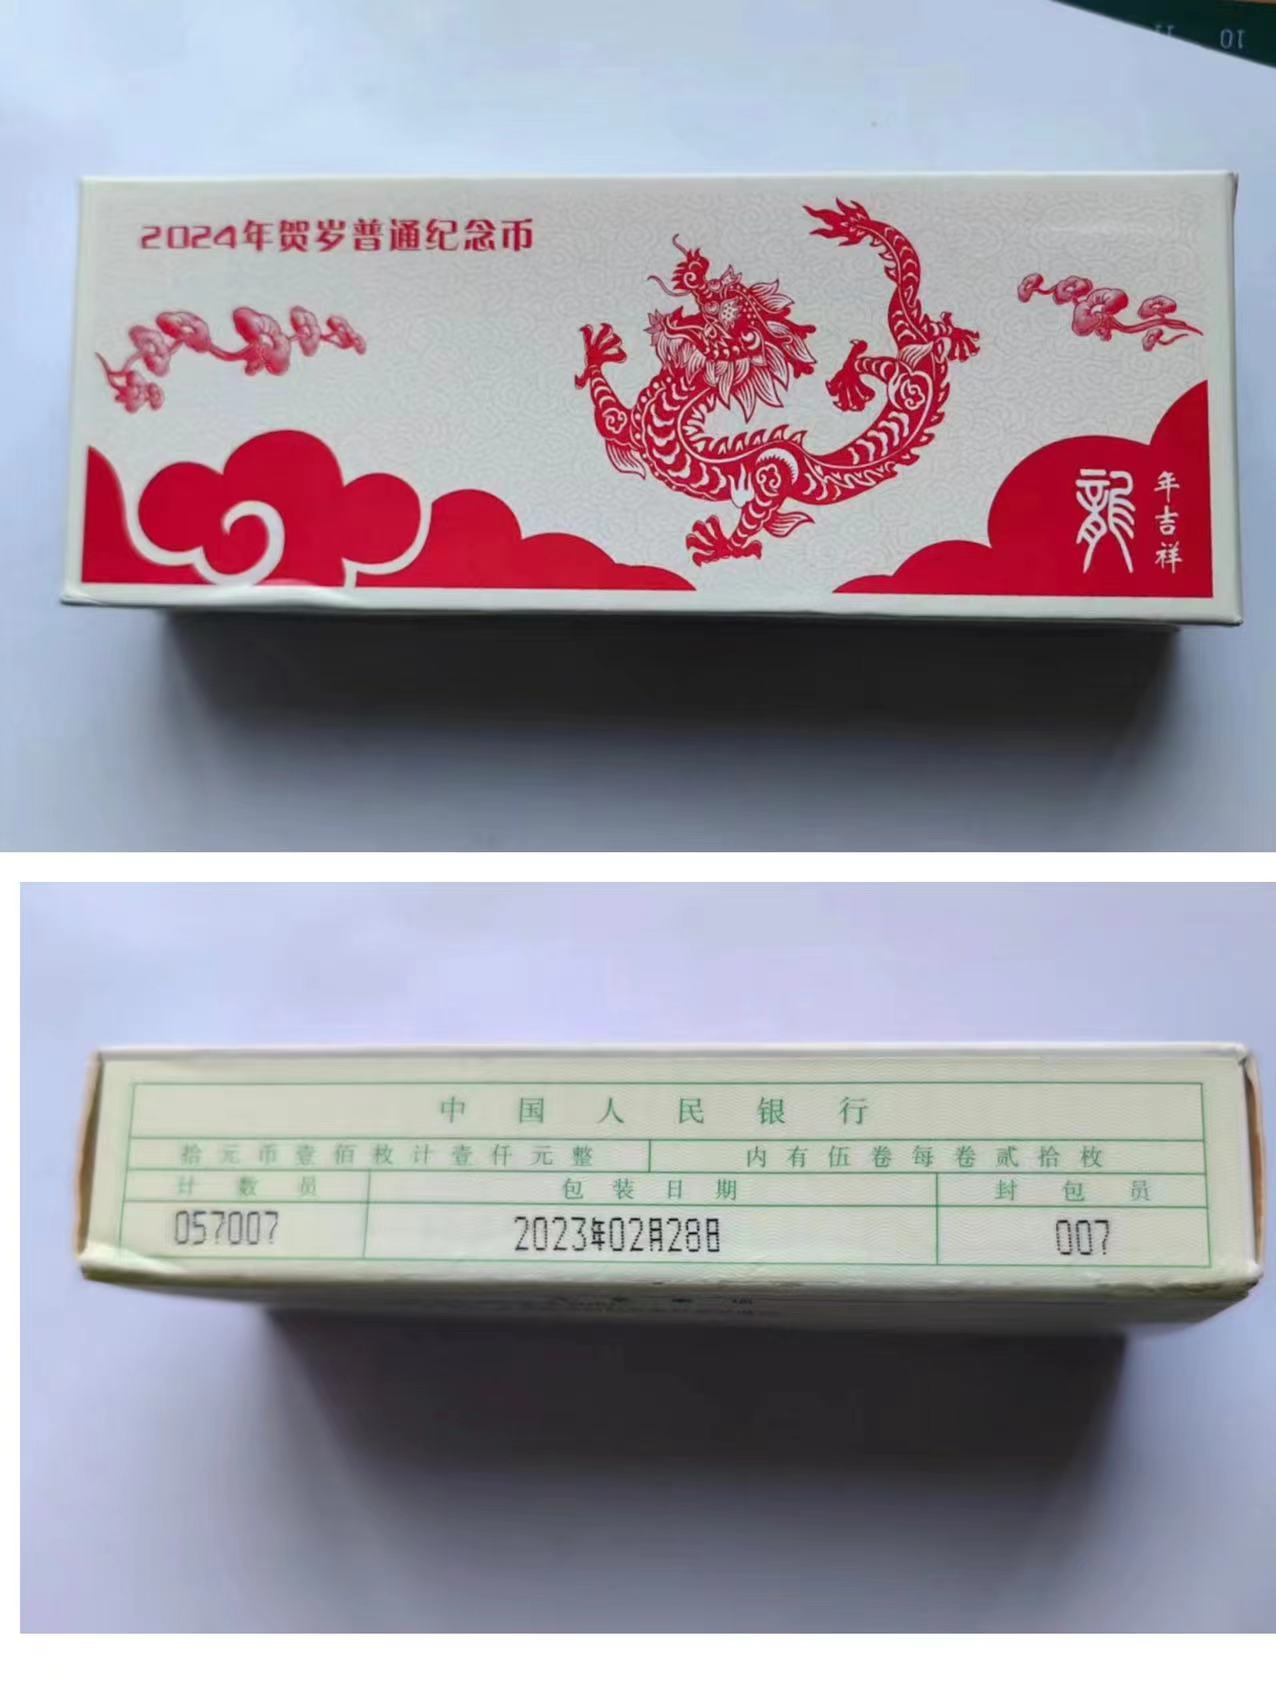 10
2024年贺岁普通纪念币
龍
年吉祥
中国人民银行
拾元币壹佰枚计壹仟元整
内有伍卷每卷贰拾枚
计数员
包装日期
封包员
057007
2023年02月28日
007